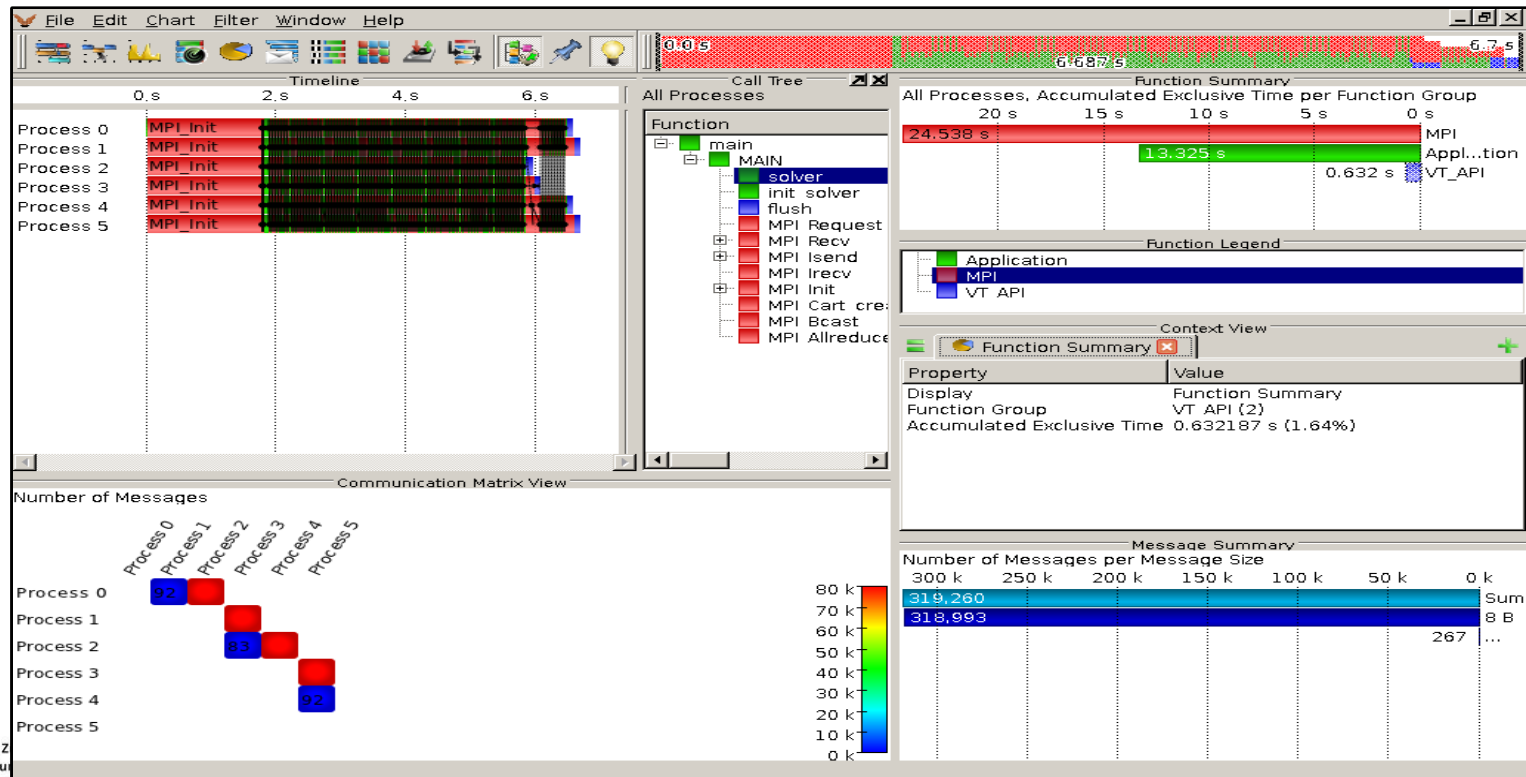 File Edit Chart Filter Window Help
0.0 s
6.7 s
6.687 s
Timeline
0 s 2 s 4 s 6 s
Process 0 MPI_Init
Process 1 MPI_Init
Process 2 MPI_Init
Process 3 MPI_Init
Process 4 MPI_Init
Process 5 MPI_Init
Call Tree
All Processes
Function
main
MAIN
solver
init solver
flush
MPI Request
MPI Recv
MPI Isend
MPI Irecv
MPI Init
MPI Cart cre
MPI Bcast
MPI Allreduce
Function Summary
All Processes, Accumulated Exclusive Time per Function Group
20 s 15 s 10 s 5 s 0 s
24.538 s MPI
13.325 s Appl...tion
0.632 s VT_API
Function Legend
Application
MPI
VT API
Context View
Function Summary
Property Value
Display Function Summary
Function Group VT API (2)
Accumulated Exclusive Time 0.632187 s (1.64%)
Communication Matrix View
Number of Messages
Process 0 Process 1 Process 2 Process 3 Process 4 Process 5
Process 0 92
Process 1
Process 2 83
Process 3
Process 4 92
Process 5
80 k
70 k
60 k
50 k
40 k
30 k
20 k
10 k
0 k
Message Summary
Number of Messages per Message Size
300 k 250 k 200 k 150 k 100 k 50 k 0 k
319,260 Sum
318,993 8 B
267 ...